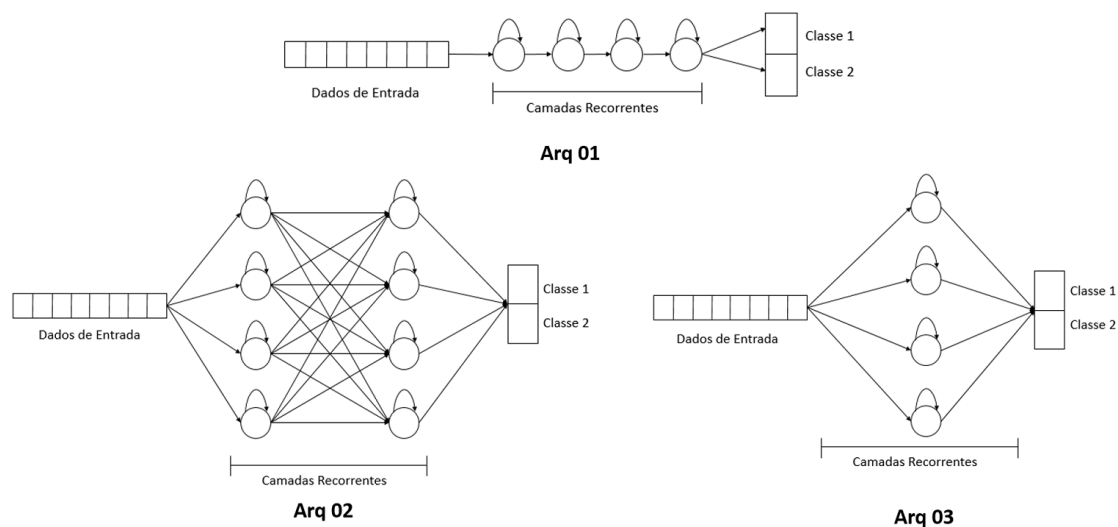 Classe 1
Classe 2
Dados de Entrada
Camadas Recorrentes
Arq 01
Classe 1
Classe 2
Dados de Entrada
Camadas Recorrentes
Arq 02
Classe 1
Classe 2
Dados de Entrada
Camadas Recorrentes
Arq 03